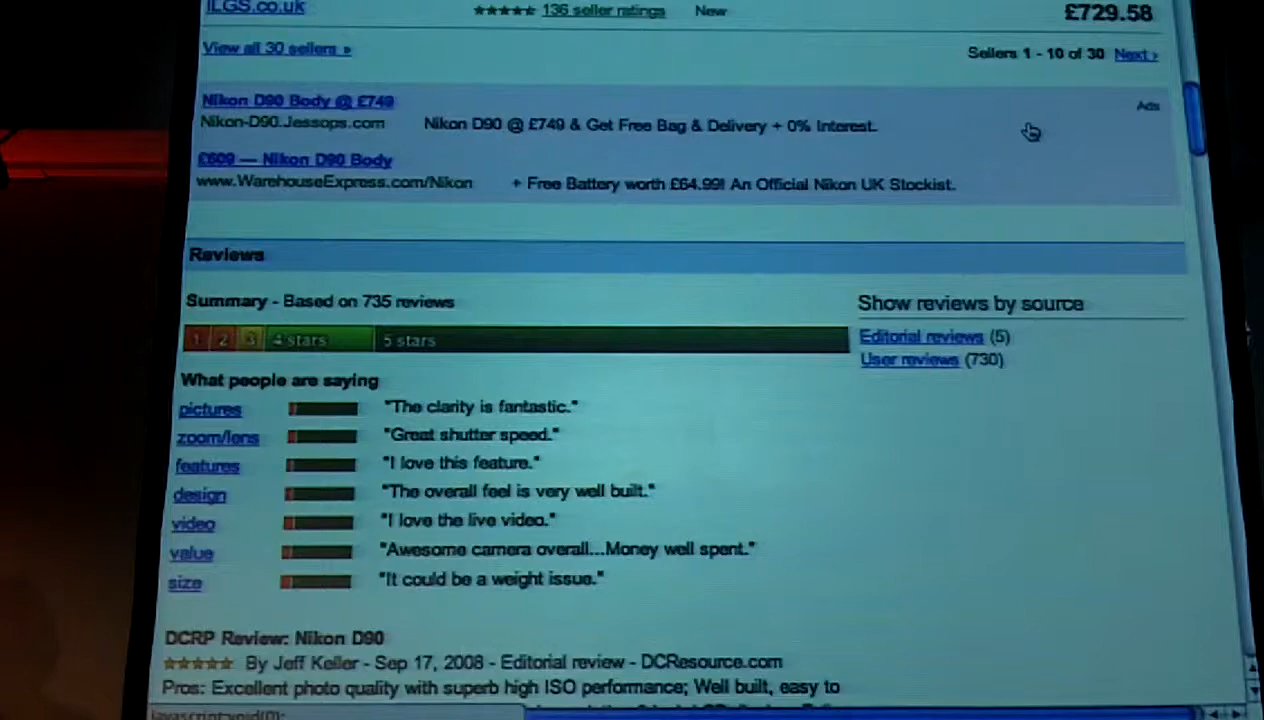 ILGS.co.uk 136 seller ratings New £729.58
View all 30 sellers » Sellers 1 - 10 of 30 Next ›
Nikon D90 Body @ £749 Ads
Nikon-D90.Jessops.com Nikon D90 @ £749 & Get Free Bag & Delivery + 0% Interest.
£609 — Nikon D90 Body
www.WarehouseExpress.com/Nikon + Free Battery worth £64.99! An Official Nikon UK Stockist.
Reviews
Summary - Based on 735 reviews Show reviews by source
1 2 3 4 stars 5 stars Editorial reviews (5)
User reviews (730)
What people are saying
pictures "The clarity is fantastic."
zoom/lens "Great shutter speed."
features "I love this feature."
design "The overall feel is very well built."
video "I love the live video."
value "Awesome camera overall...Money well spent."
size "It could be a weight issue."
DCRP Review: Nikon D90
By Jeff Keller - Sep 17, 2008 - Editorial review - DCResource.com
Pros: Excellent photo quality with superb high ISO performance; Well built, easy to
javascript:void(0);